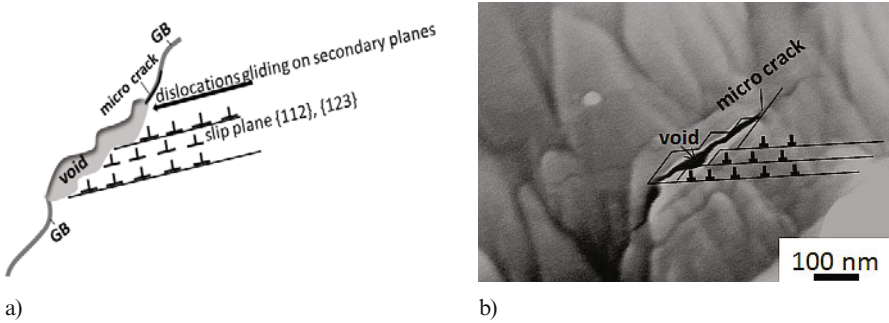 GB
micro crack
dislocations gliding on secondary planes
slip plane {112}, {123}
void
GB
a)
micro crack
void
100 nm
b)